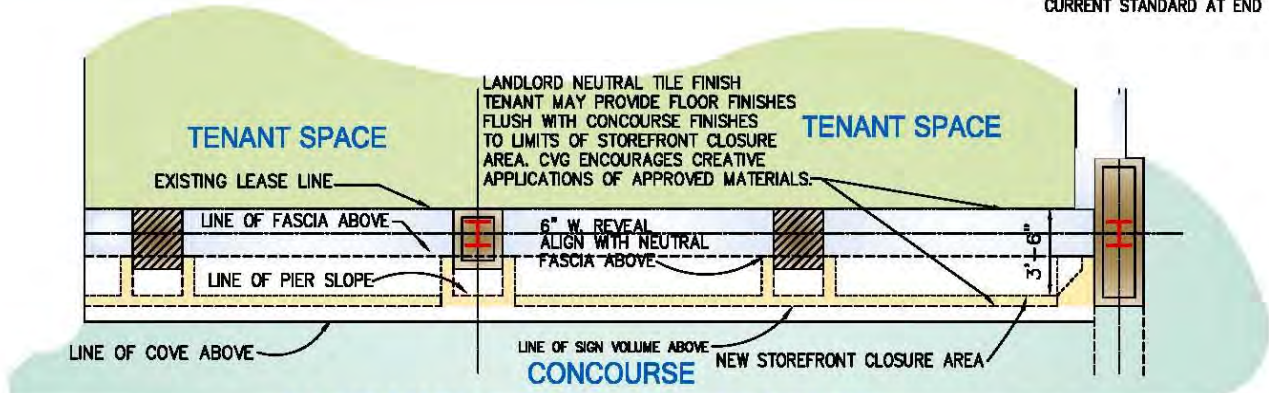 CURRENT STANDARD AT END
LANDLORD NEUTRAL TILE FINISH
TENANT MAY PROVIDE FLOOR FINISHES
FLUSH WITH CONCOURSE FINISHES
TO LIMITS OF STOREFRONT CLOSURE
AREA. CVG ENCOURAGES CREATIVE
APPLICATIONS OF APPROVED MATERIALS.
TENANT SPACE
TENANT SPACE
EXISTING LEASE LINE
LINE OF FASCIA ABOVE
6" W. REVEAL
ALIGN WITH NEUTRAL
FASCIA ABOVE
3'-6"
LINE OF PIER SLOPE
LINE OF COVE ABOVE
LINE OF SIGN VOLUME ABOVE
NEW STOREFRONT CLOSURE AREA
CONCOURSE